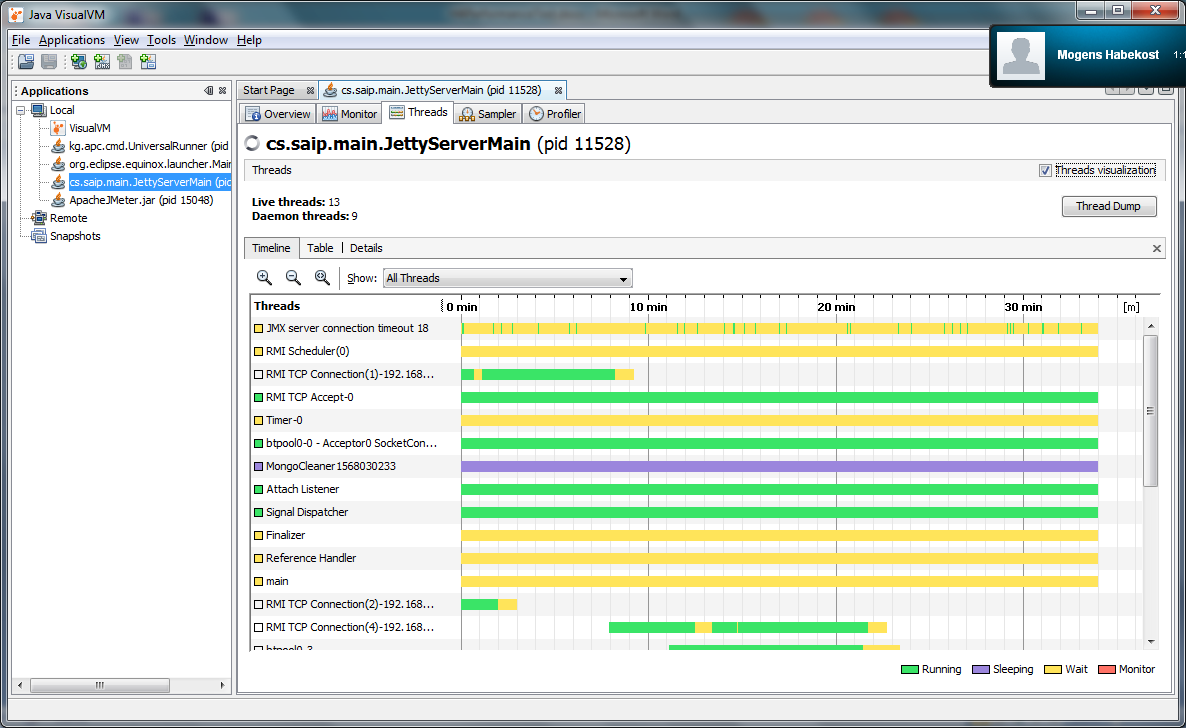 Java VisualVM
File Applications View Tools Window Help
Mogens Habekost 1:1
Applications
Local
VisualVM
kg.apc.cmd.UniversalRunner (pid
org.eclipse.equinox.launcher.Main
cs.saip.main.JettyServerMain (pid
ApacheJMeter.jar (pid 15048)
Remote
Snapshots
Start Page cs.saip.main.JettyServerMain (pid 11528)
Overview Monitor Threads Sampler Profiler
cs.saip.main.JettyServerMain (pid 11528)
Threads Threads visualization
Live threads: 13
Daemon threads: 9
Thread Dump
Timeline Table Details
Show: All Threads
Threads 0 min 10 min 20 min 30 min [m]
JMX server connection timeout 18
RMI Scheduler(0)
RMI TCP Connection(1)-192.168...
RMI TCP Accept-0
Timer-0
btpool0-0 - Acceptor0 SocketCon...
MongoCleaner1568030233
Attach Listener
Signal Dispatcher
Finalizer
Reference Handler
main
RMI TCP Connection(2)-192.168...
RMI TCP Connection(4)-192.168...
btpool0-3
Running Sleeping Wait Monitor